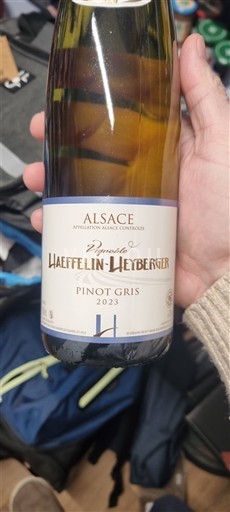 ALSACE
APPELLATION ALSACE CONTRÔLÉE
Vignoble
HAEFFELIN-HEYBERGER
PINOT GRIS
2023
H